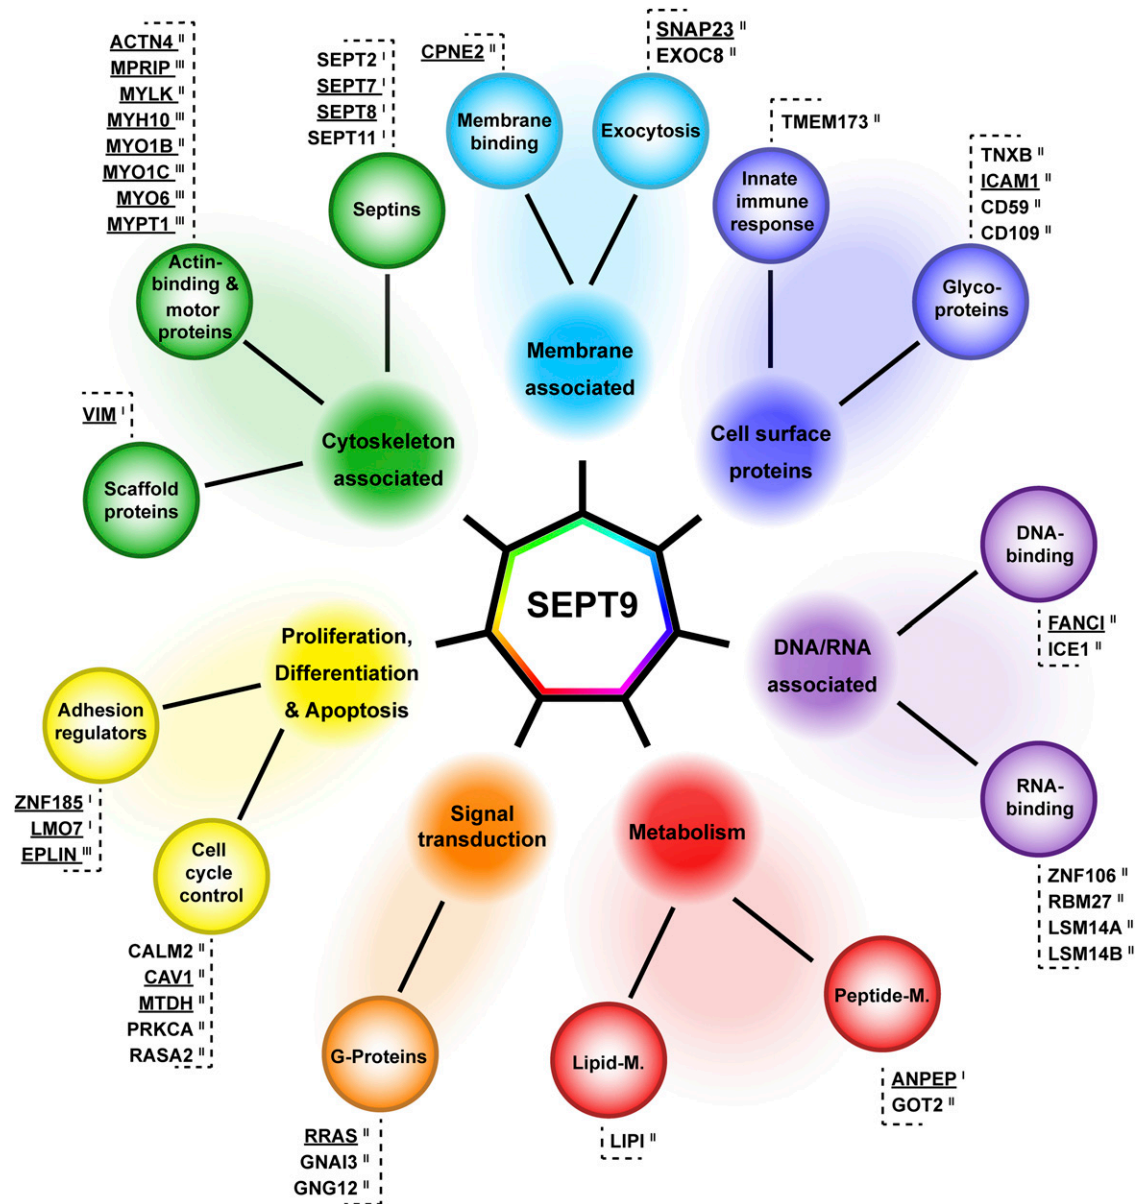 ACTN4 II
MPRIP III
MYLK II
MYH10 III
MYO1B II
MYO1C III
MYO6 III
MYPT1 III
Actin-
binding &
motor
proteins
SEPT2 I
SEPT7 I
SEPT8 I
SEPT11 I
Septins
VIM I
Scaffold
proteins
Cytoskeleton
associated
CPNE2 II
Membrane
binding
SNAP23 II
EXOC8 II
Exocytosis
Membrane
associated
TMEM173 II
Innate
immune
response
TNXB II
ICAM1 II
CD59 II
CD109 II
Glyco-
proteins
Cell surface
proteins
SEPT9
DNA-
binding
FANCI II
ICE1 II
DNA/RNA
associated
RNA-
binding
ZNF106 II
RBM27 II
LSM14A II
LSM14B II
Proliferation,
Differentiation
& Apoptosis
Adhesion
regulators
ZNF185 I
LMO7 I
EPLIN III
Cell
cycle
control
CALM2 II
CAV1 II
MTDH II
PRKCA II
RASA2 II
Signal
transduction
G-Proteins
RRAS II
GNAI3 II
GNG12 II
Metabolism
Lipid-M.
LIPI II
Peptide-M.
ANPEP I
GOT2 II